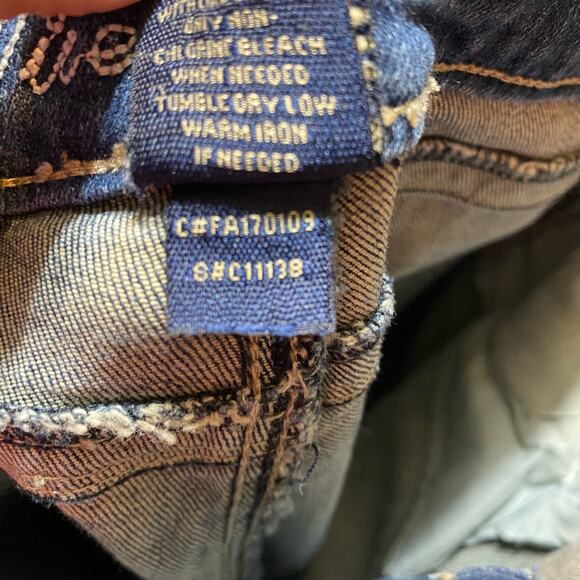 ONLY NON-
CHLORINE BLEACH
WHEN NEEDED
TUMBLE DRY LOW
WARM IRON
IF NEEDED
C#FA170109
S#C11138